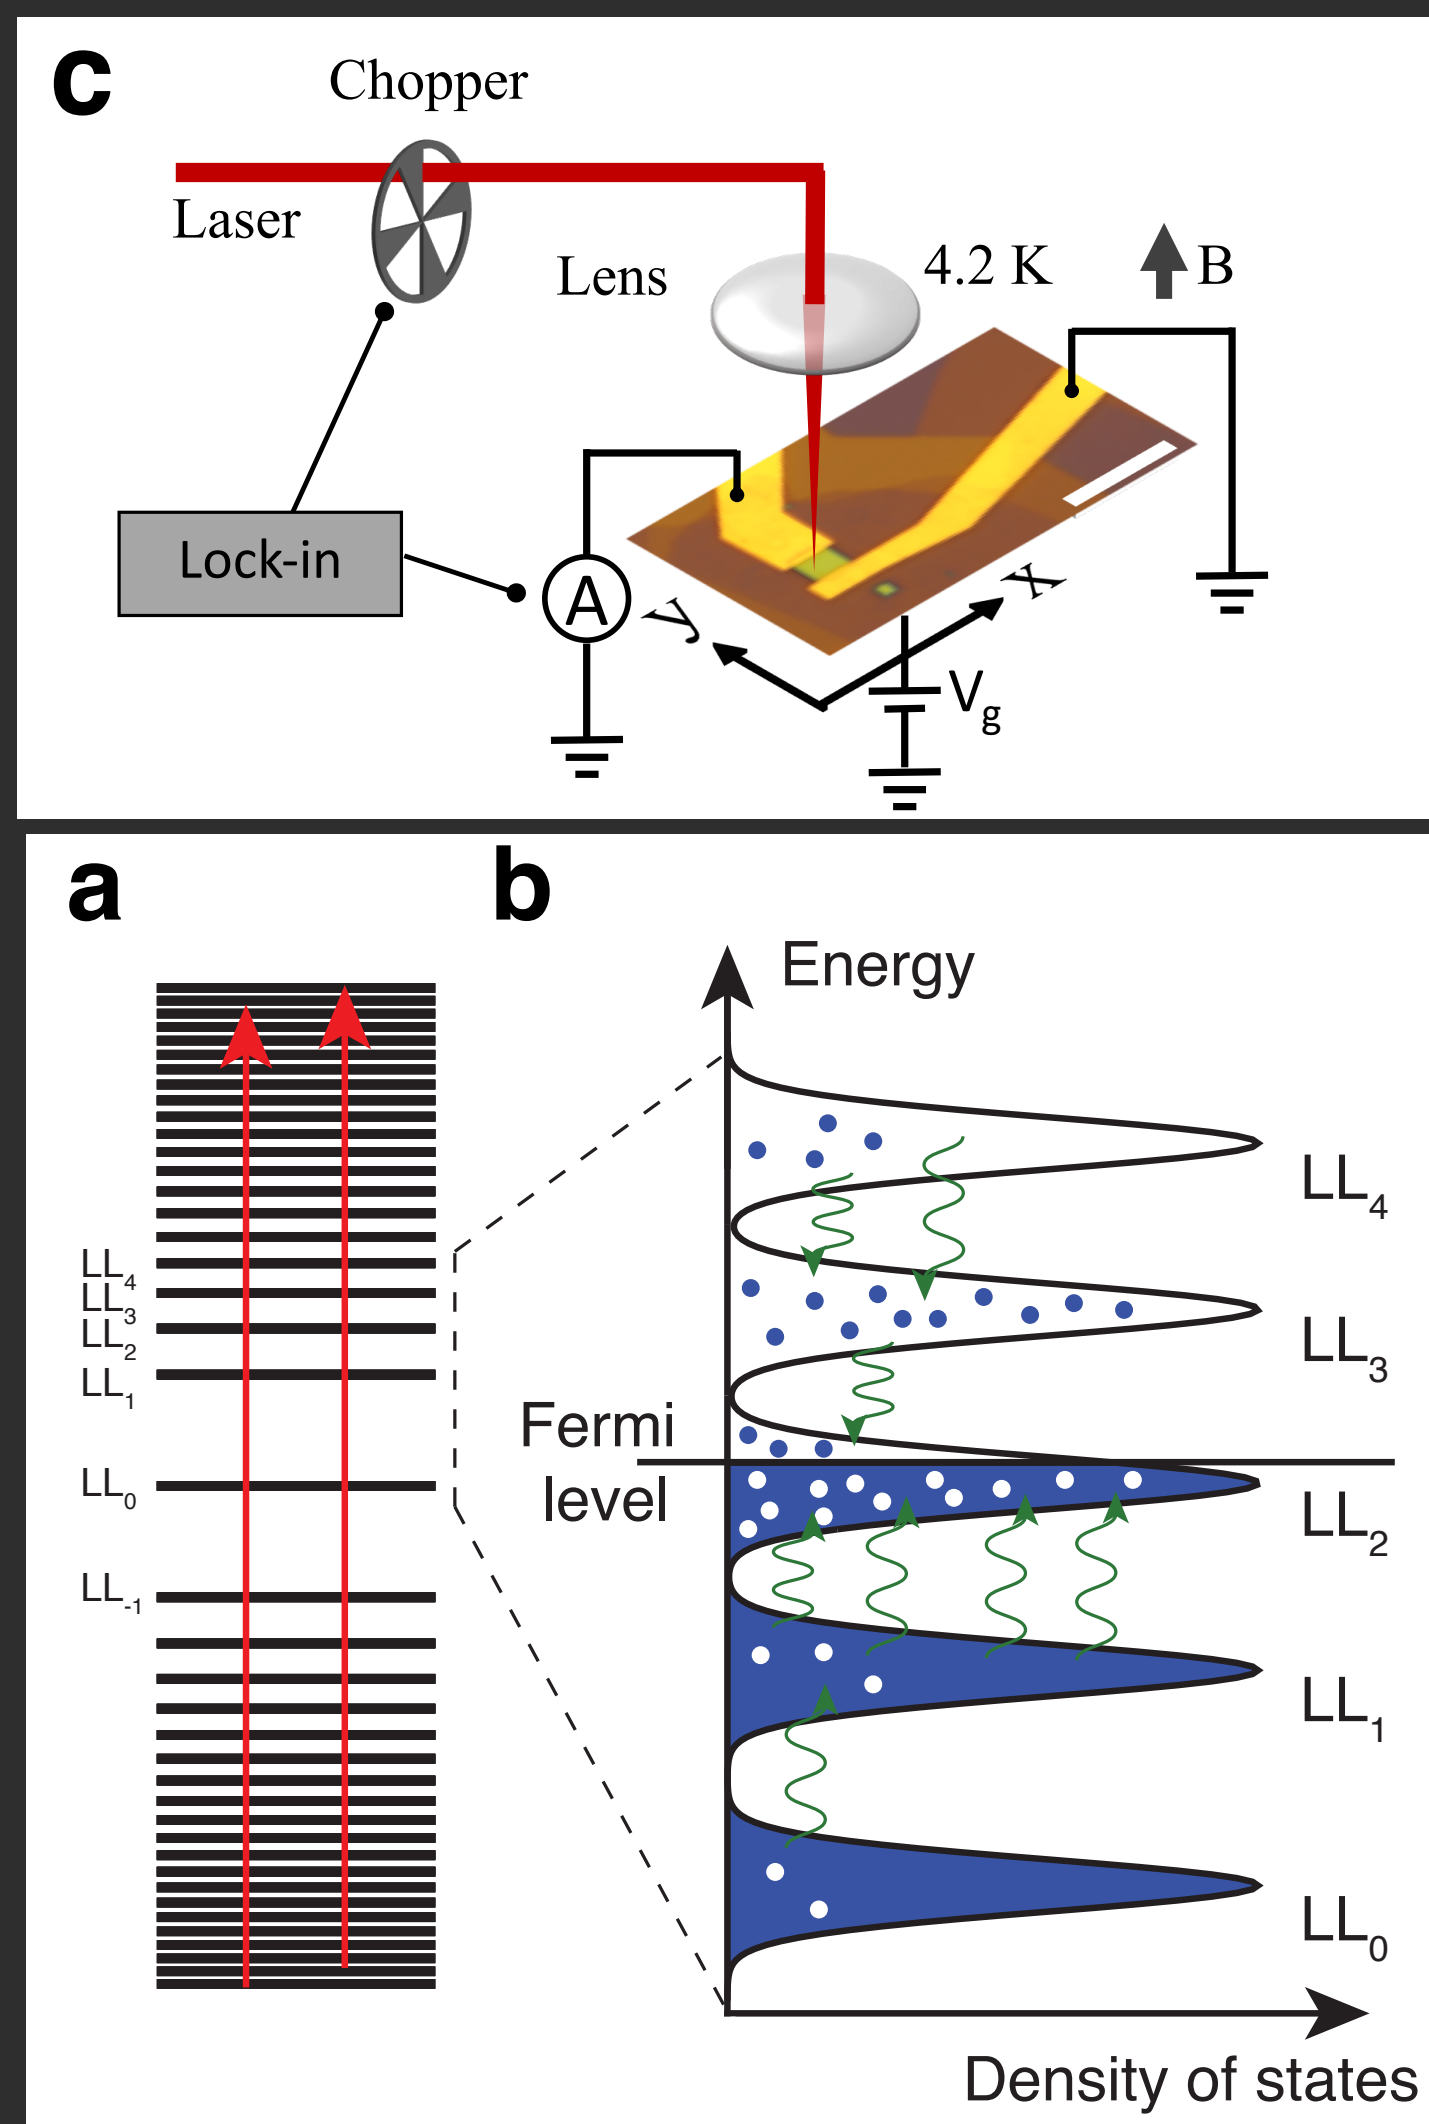 c
Chopper
Laser
Lens
4.2 K
B
Lock-in
A
y
X
Vg
a
b
Energy
LL4
LL3
LL2
LL1
LL0
LL-1
LL4
LL3
Fermi
level
LL2
LL1
LL0
Density of states